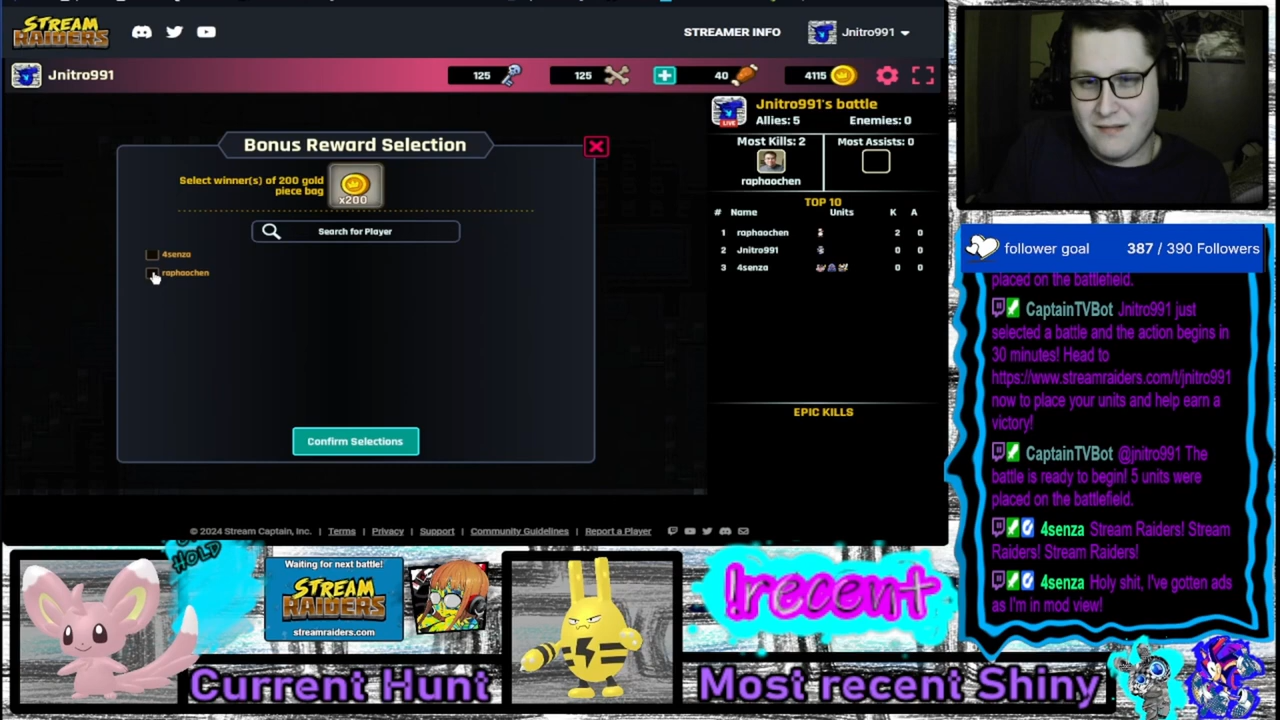 STREAM
RAIDERS
STREAMER INFO
Jnitro991
Jnitro991
125
125
40
4115
Jnitro991's battle
LIVE
Allies: 5 Enemies: 0
Most Kills: 2
Most Assists: 0
raphaochen
TOP 10
# Name Units K A
1 raphaochen 2 0
2 Jnitro991 0 0
3 4senza 0 0
EPIC KILLS
Bonus Reward Selection
Select winner(s) of 200 gold
piece bag
x200
Search for Player
4senza
raphaochen
Confirm Selections
© 2024 Stream Captain, Inc. | Terms | Privacy | Support | Community Guidelines | Report a Player
follower goal 387 / 390 Followers
placed on the battlefield.
CaptainTVBot Jnitro991 just
selected a battle and the action begins in
30 minutes! Head to
https://www.streamraiders.com/t/jnitro991
now to place your units and help earn a
victory!
CaptainTVBot @jnitro991 The
battle is ready to begin! 5 units were
placed on the battlefield.
4senza Stream Raiders! Stream
Raiders! Stream Raiders!
4senza Holy shit, I've gotten ads
as I'm in mod view!
HOLD
Waiting for next battle!
STREAM
RAIDERS
streamraiders.com
!recent
Current Hunt
Most recent Shiny